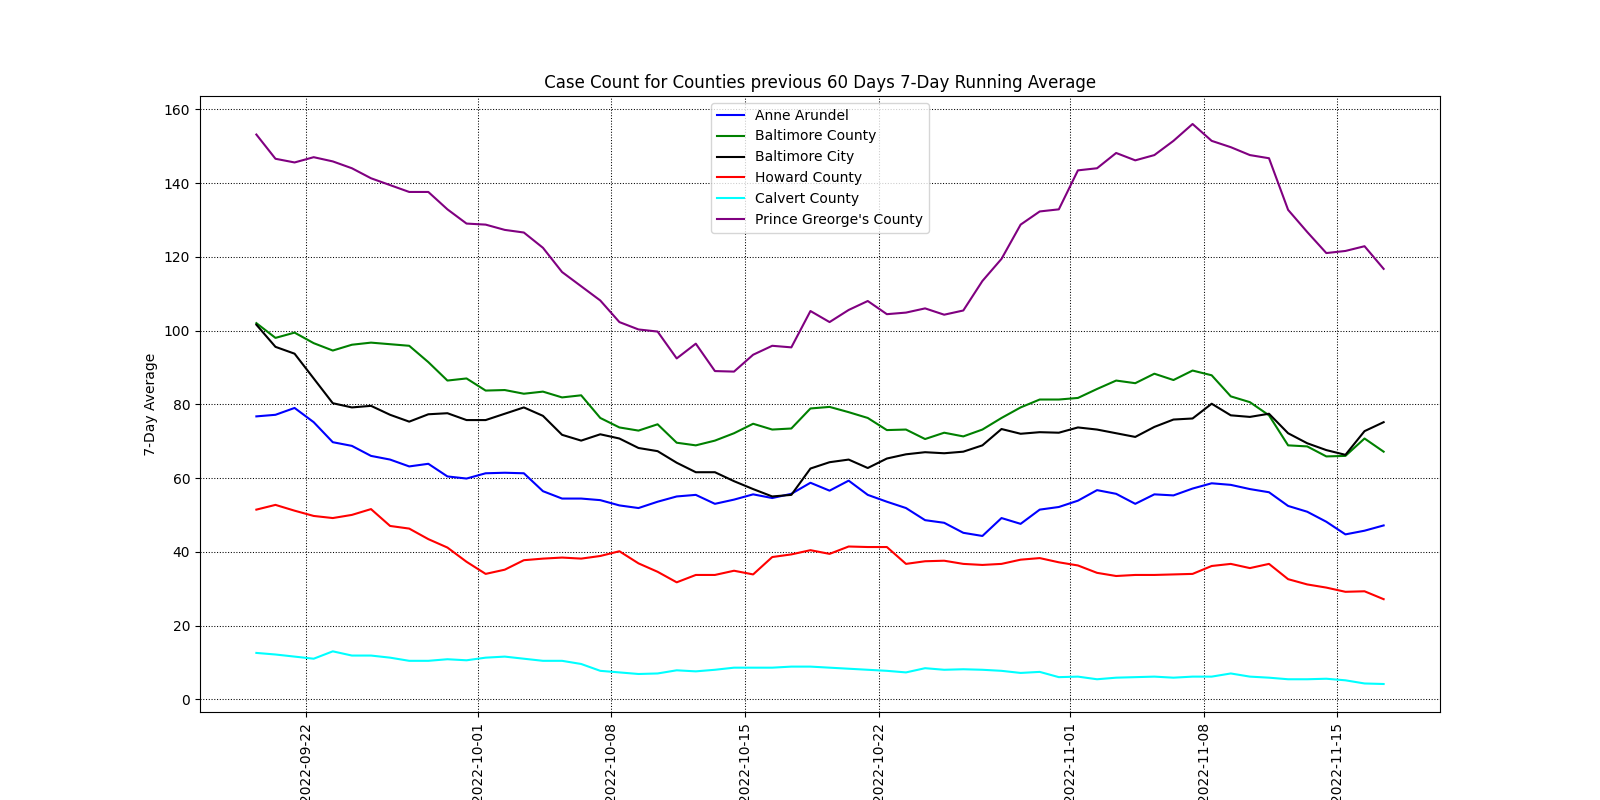 Case Count for Counties previous 60 Days 7-Day Running Average
160
140
120
100
80
60
40
20
0
7-Day Average
Anne Arundel
Baltimore County
Baltimore City
Howard County
Calvert County
Prince Greorge's County
2022-09-22
2022-10-01
2022-10-08
2022-10-15
2022-10-22
2022-11-01
2022-11-08
2022-11-15